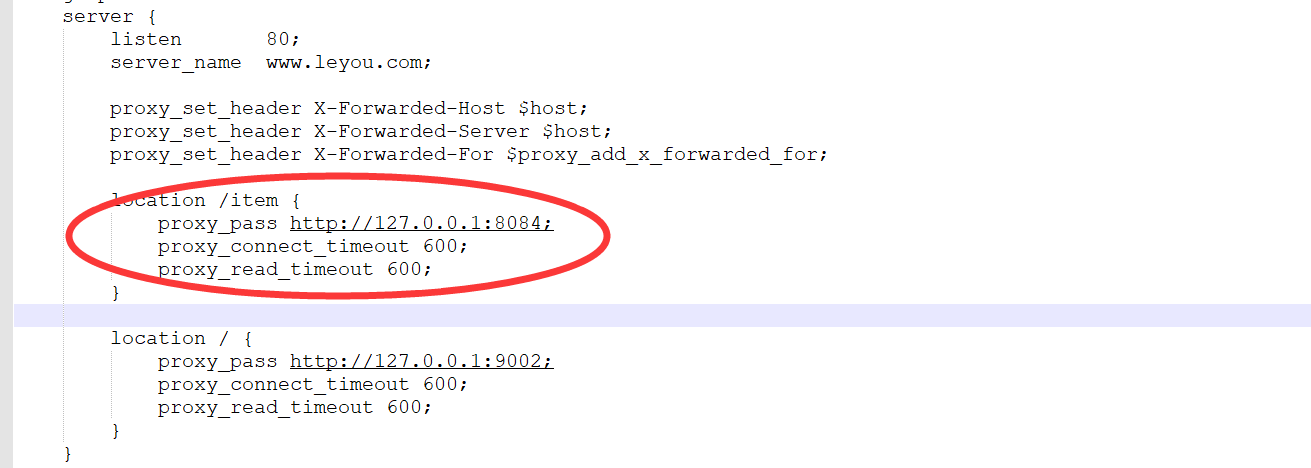 server {
listen 80;
server_name www.leyou.com;
proxy_set_header X-Forwarded-Host $host;
proxy_set_header X-Forwarded-Server $host;
proxy_set_header X-Forwarded-For $proxy_add_x_forwarded_for;
location /item {
proxy_pass http://127.0.0.1:8084;
proxy_connect_timeout 600;
proxy_read_timeout 600;
}
location / {
proxy_pass http://127.0.0.1:9002;
proxy_connect_timeout 600;
proxy_read_timeout 600;
}
}